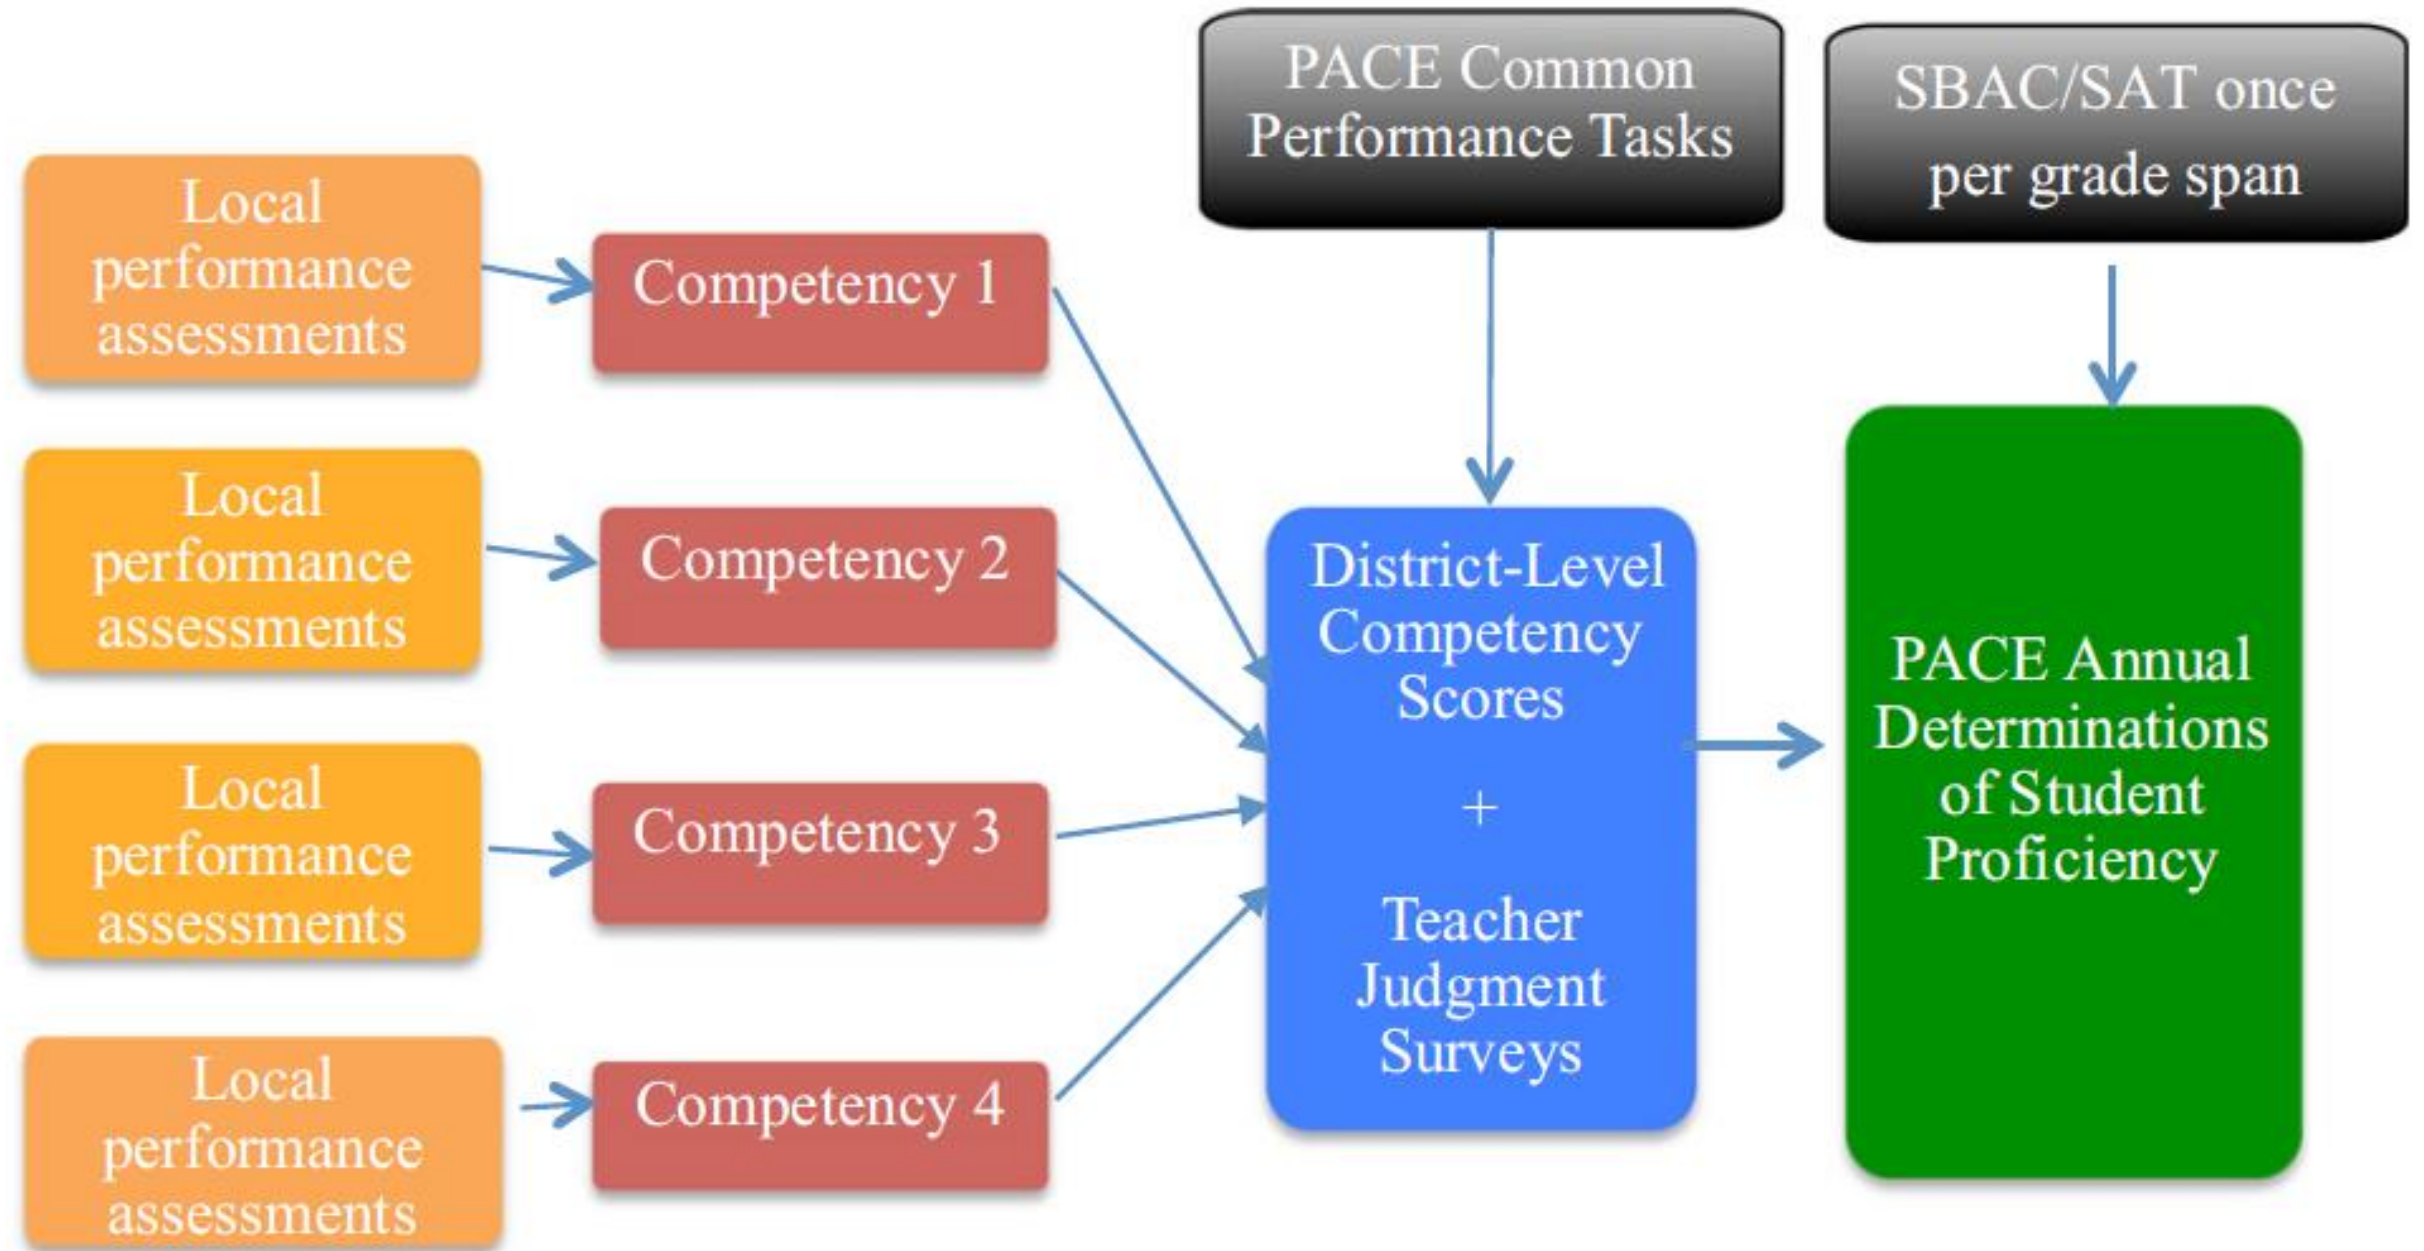 PACE Common
Performance Tasks
SBAC/SAT once
per grade span
Local
performance
assessments
Competency 1
Local
performance
assessments
Competency 2
Local
performance
assessments
Competency 3
Local
performance
assessments
Competency 4
District-Level
Competency
Scores
+
Teacher
Judgment
Surveys
PACE Annual
Determinations
of Student
Proficiency